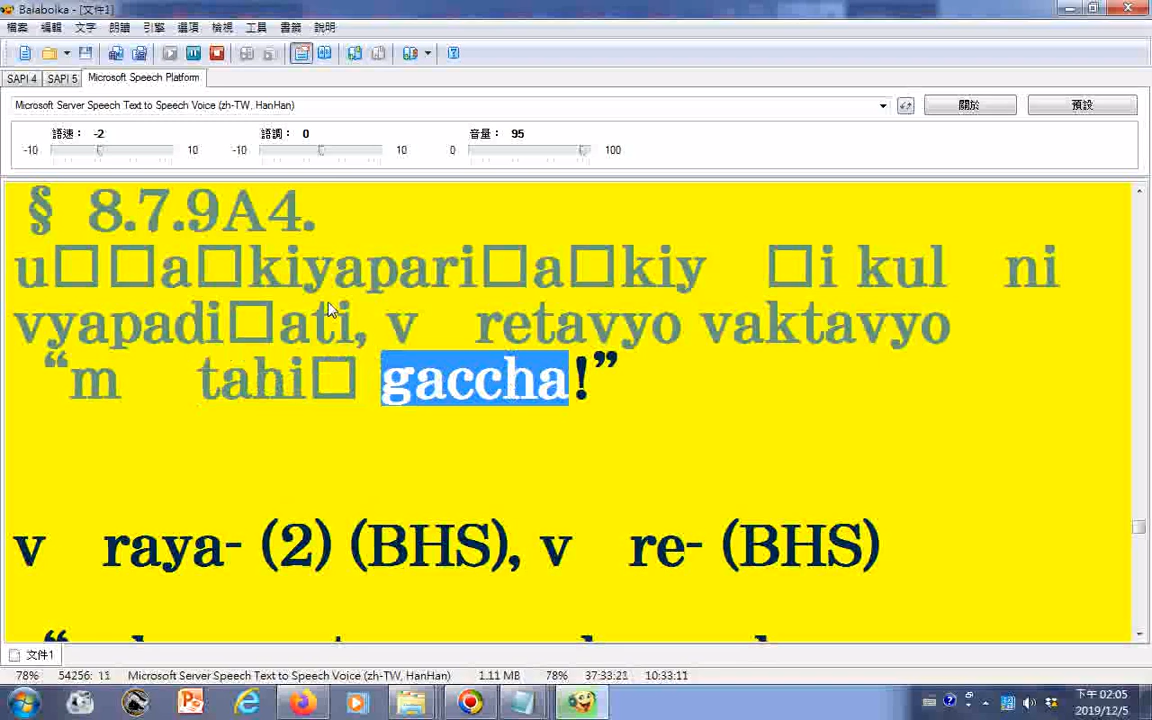 Balabolka - [文件1]
檔案 編輯 文字 朗讀 引擎 選項 檢視 工具 書籤 說明
SAPI 4 SAPI 5 Microsoft Speech Platform
Microsoft Server Speech Text to Speech Voice (zh-TW, HanHan) 關於 預設
語速： -2 語調： 0 音量： 95
-10 10 -10 10 0 100
§ 8.7.9A4.
u□□a□kiyapari□a□kiy □i kul ni
vyapadi□ati, v retavyo vaktavyo
“m tahi□ gaccha!”
v raya- (2) (BHS), v re- (BHS)
文件1
78% 54256: 11 Microsoft Server Speech Text to Speech Voice (zh-TW, HanHan) 1.11 MB 78% 37:33:21 10:33:11
下午 02:05
2019/12/5